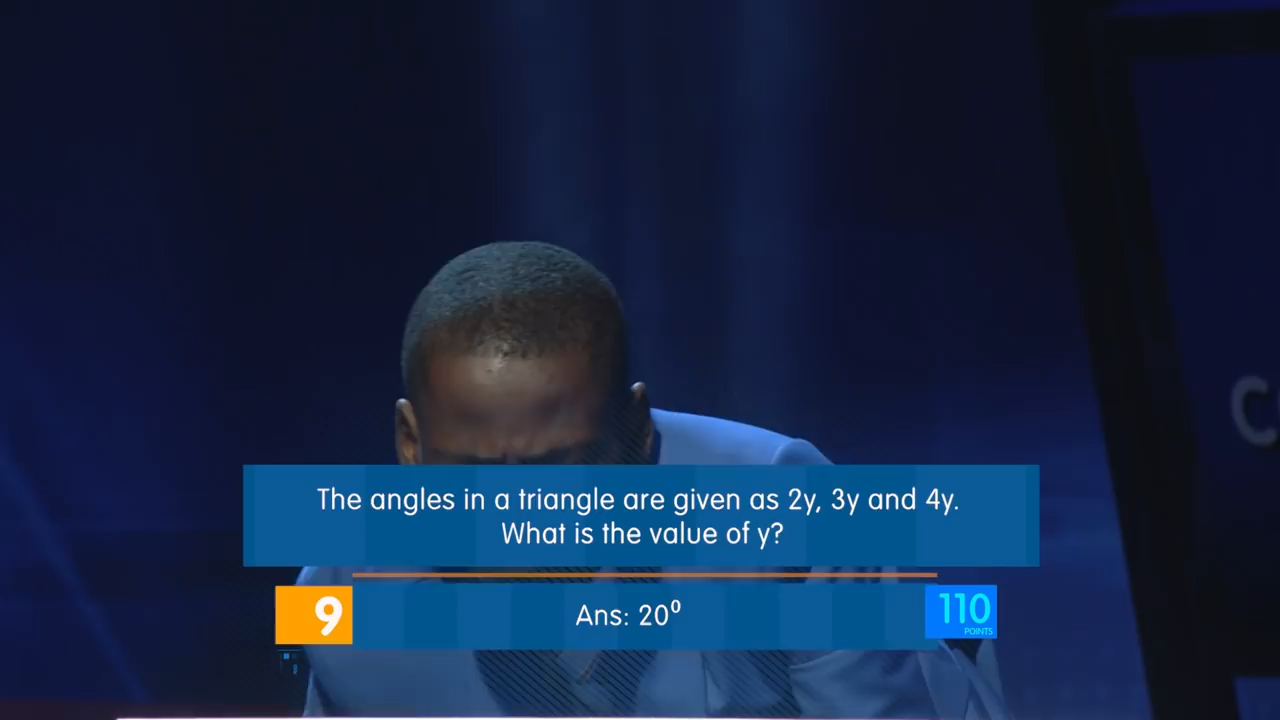 The angles in a triangle are given as 2y, 3y and 4y.
What is the value of y?
9
Ans: 20⁰
110
POINTS
C